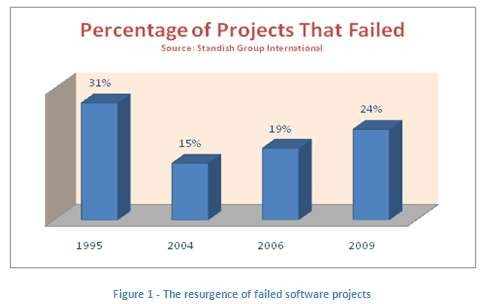 Percentage of Projects That Failed
Source: Standish Group International
31%
15%
19%
24%
1995 2004 2006 2009
Figure 1 - The resurgence of failed software projects